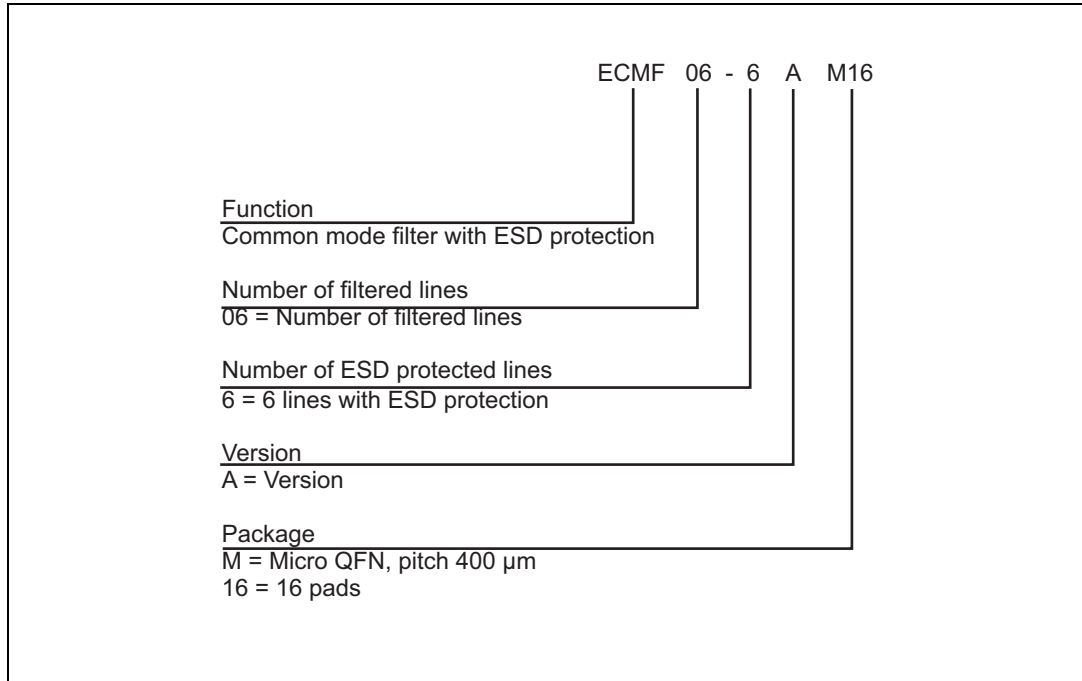 ECMF 06 - 6 A M16
Function
Common mode filter with ESD protection
Number of filtered lines
06 = Number of filtered lines
Number of ESD protected lines
6 = 6 lines with ESD protection
Version
A = Version
Package
M = Micro QFN, pitch 400 µm
16 = 16 pads